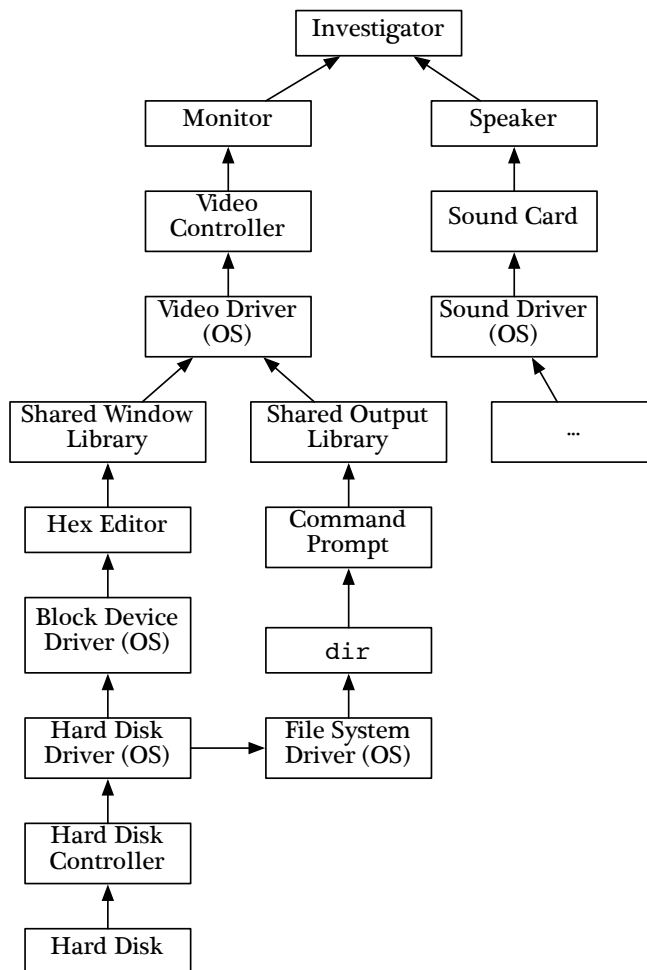 Investigator
Monitor
Speaker
Video
Controller
Sound Card
Video Driver
(OS)
Sound Driver
(OS)
Shared Window
Library
Shared Output
Library
...
Hex Editor
Command
Prompt
Block Device
Driver (OS)
dir
Hard Disk
Driver (OS)
File System
Driver (OS)
Hard Disk
Controller
Hard Disk